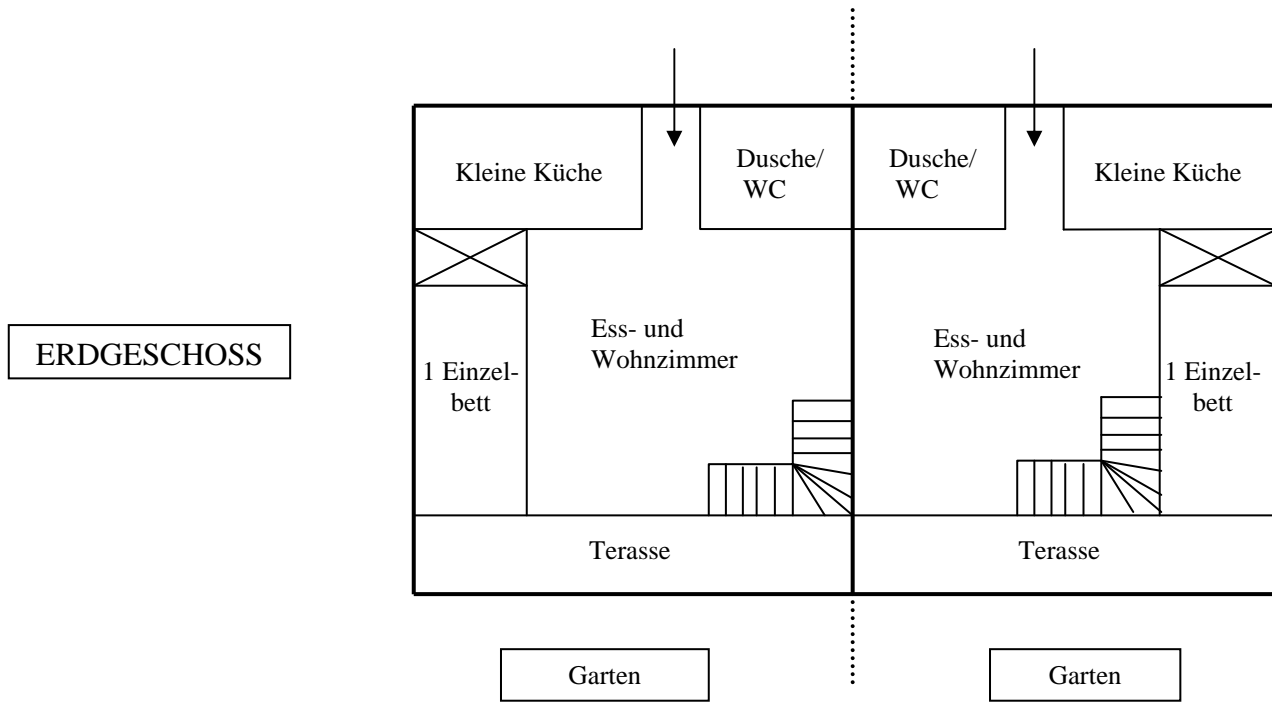 Kleine Küche
Dusche/
WC
Dusche/
WC
Kleine Küche
ERDGESCHOSS
Ess- und
Wohnzimmer
Ess- und
Wohnzimmer
1 Einzel-
bett
1 Einzel-
bett
Terasse
Terasse
Garten
Garten